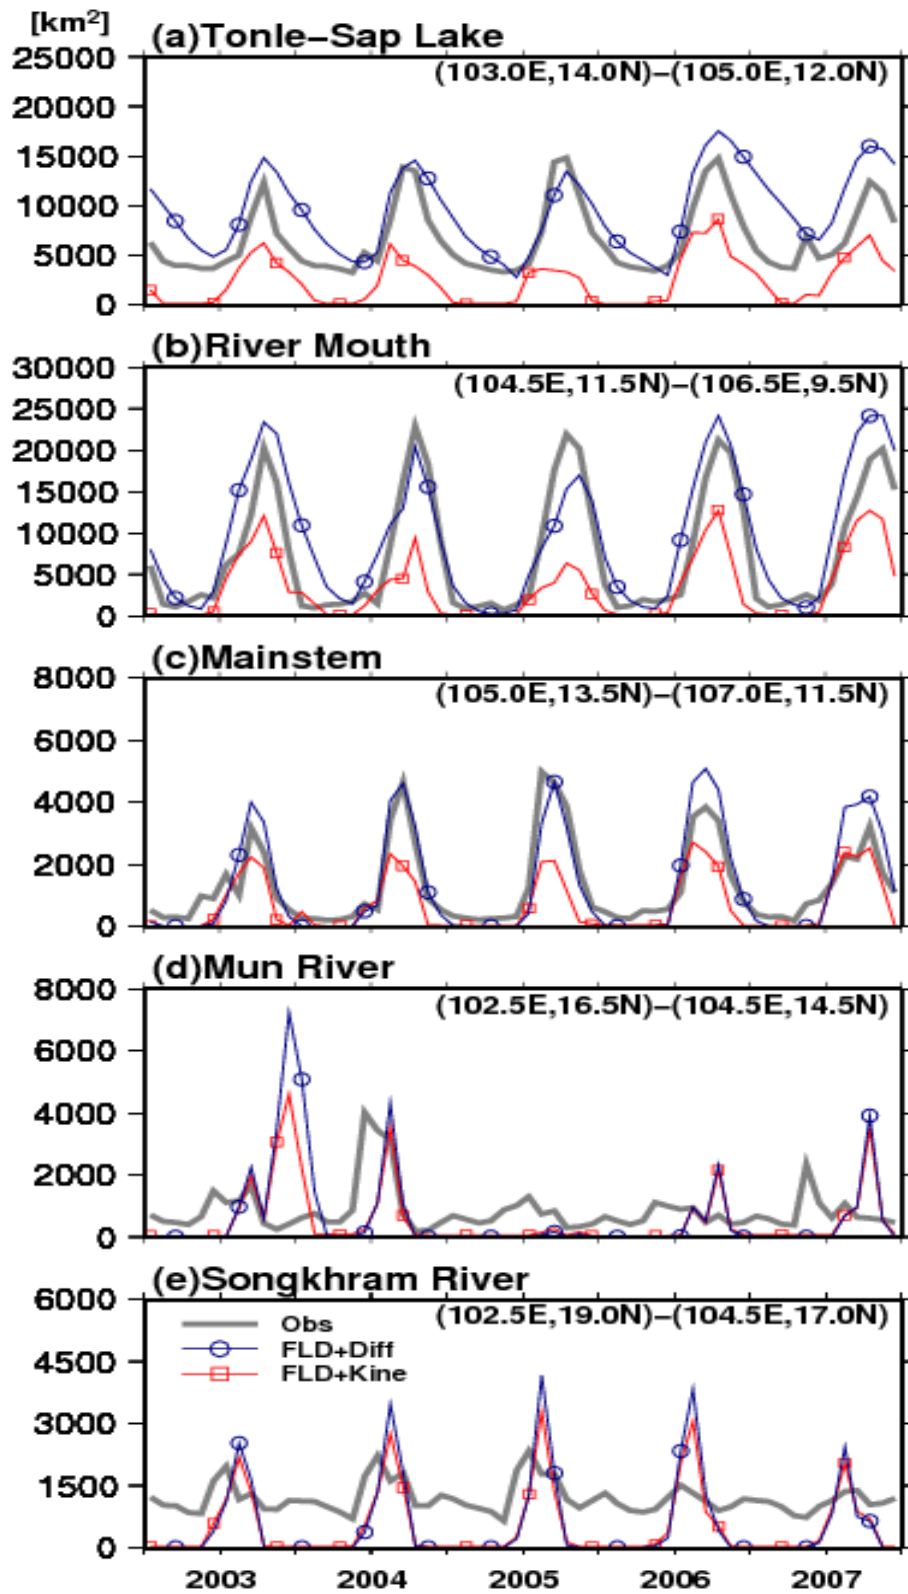 [km2]
(a)Tonle−Sap Lake
(103.0E,14.0N)−(105.0E,12.0N)
25000
20000
15000
10000
5000
0
(b)River Mouth
(104.5E,11.5N)−(106.5E,9.5N)
30000
25000
20000
15000
10000
5000
0
(c)Mainstem
(105.0E,13.5N)−(107.0E,11.5N)
8000
6000
4000
2000
0
(d)Mun River
(102.5E,16.5N)−(104.5E,14.5N)
8000
6000
4000
2000
0
(e)Songkhram River
(102.5E,19.0N)−(104.5E,17.0N)
6000
4500
3000
1500
0
Obs
FLD+Diff
FLD+Kine
2003 2004 2005 2006 2007